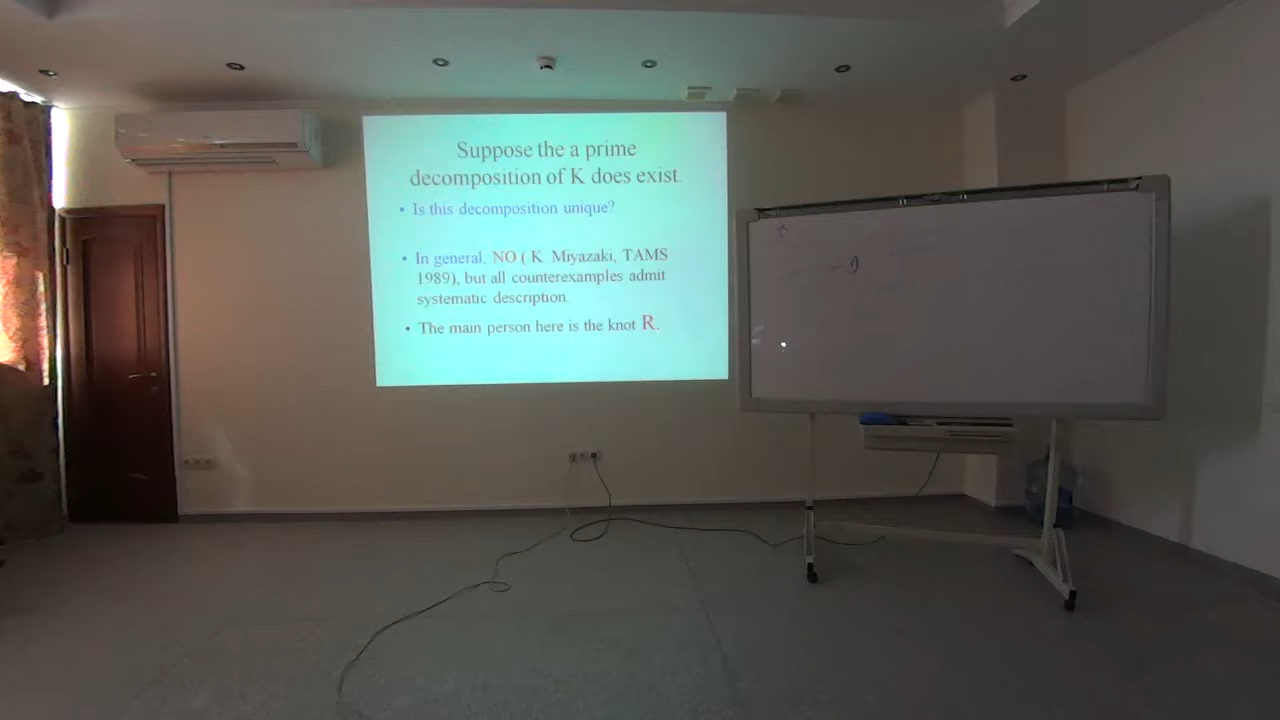 Suppose the a prime
decomposition of K does exist.
• Is this decomposition unique?
• In general, NO ( K Miyazaki, TAMS
1989), but all counterexamples admit
systematic description.
• The main person here is the knot R.